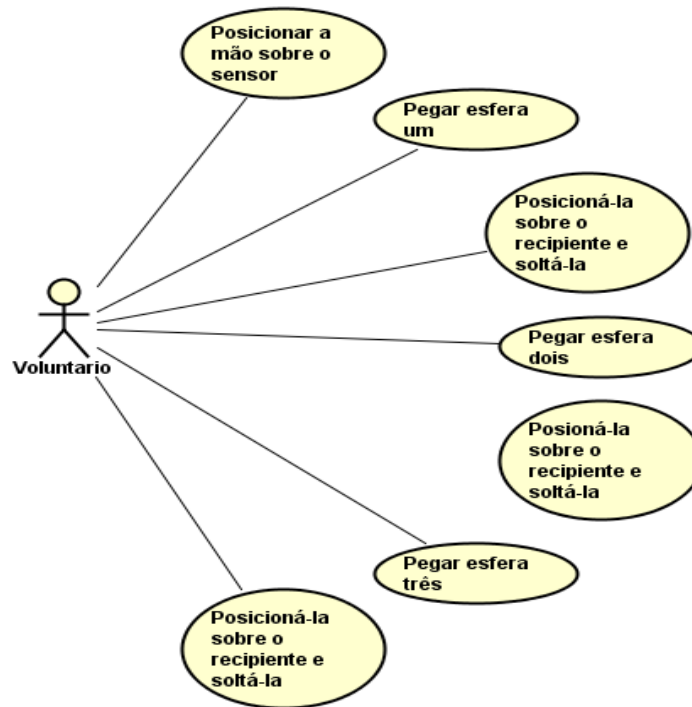 Posicionar a
mão sobre o
sensor
Pegar esfera
um
Posicioná-la
sobre o
recipiente e
soltá-la
Voluntario
Pegar esfera
dois
Posioná-la
sobre o
recipiente e
soltá-la
Pegar esfera
três
Posicioná-la
sobre o
recipiente e
soltá-la